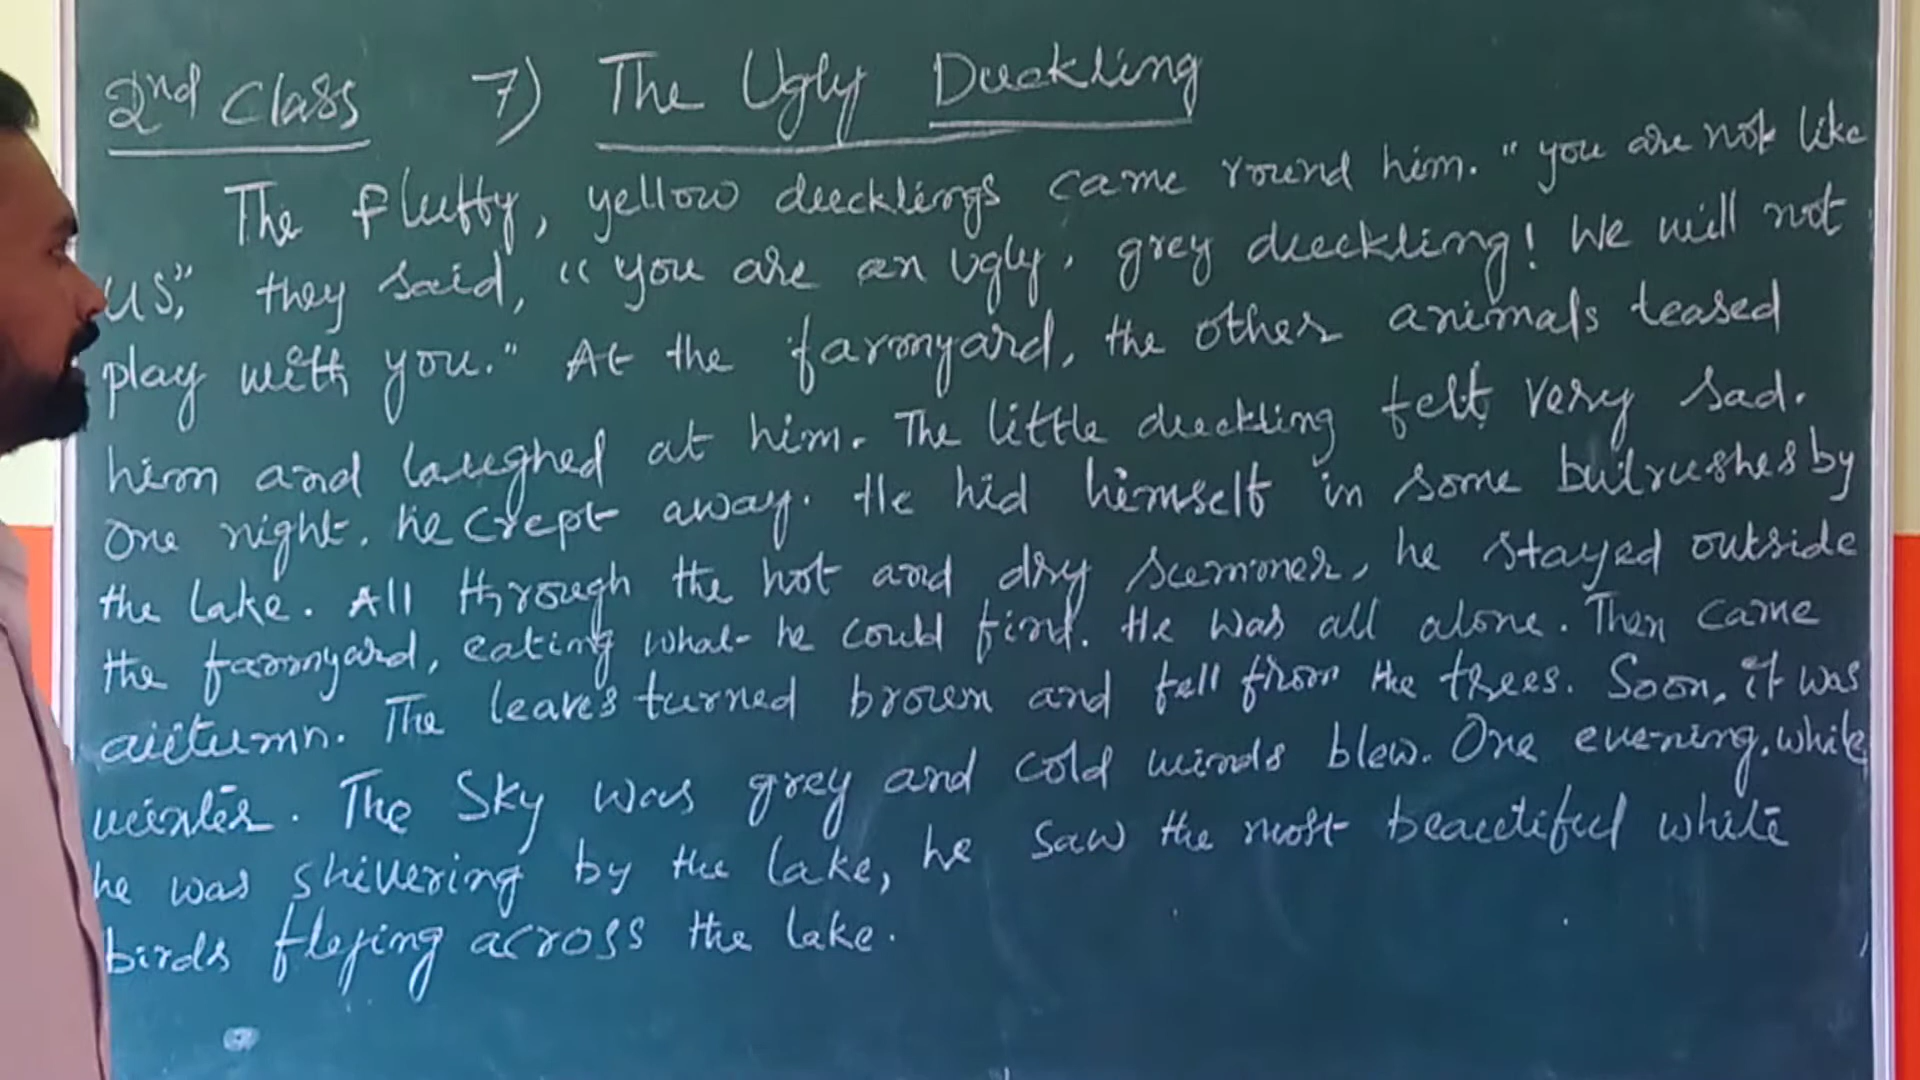 2nd Class 7) The Ugly Duckling
The fluffy, yellow ducklings came round him. "you are not like
us," they said, "you are an ugly, grey duckling! We will not
play with you." At the farmyard, the other animals teased
him and laughed at him. The little duckling felt very sad.
One night, he crept away. He hid himself in some bulrushes by
the lake. All through the hot and dry summer, he stayed outside
the farmyard, eating what he could find. He was all alone. Then came
autumn. The leaves turned brown and fell from the trees. Soon, it was
winter. The Sky was grey and cold winds blew. One evening, while
he was shivering by the lake, he saw the most beautiful white
birds flying across the lake.